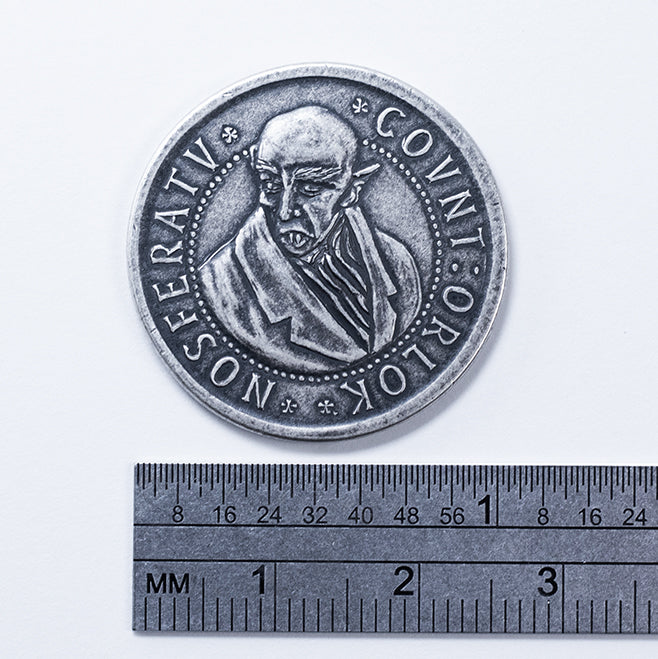 NOSFERATV
COVNT:ORLOK
8 16 24 32 40 48 56 1 8 16 24
MM 1 2 3